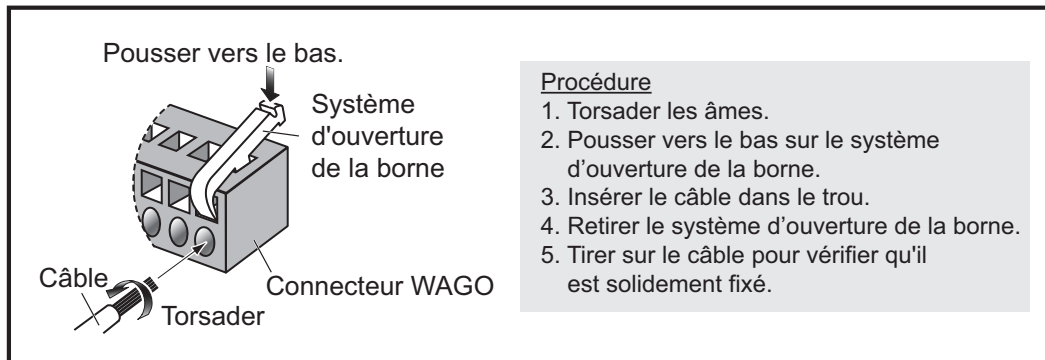 Pousser vers le bas.
Système
d'ouverture
de la borne
Câble
Torsader
Connecteur WAGO
Procédure
1. Torsader les âmes.
2. Pousser vers le bas sur le système
d’ouverture de la borne.
3. Insérer le câble dans le trou.
4. Retirer le système d’ouverture de la borne.
5. Tirer sur le câble pour vérifier qu'il
est solidement fixé.